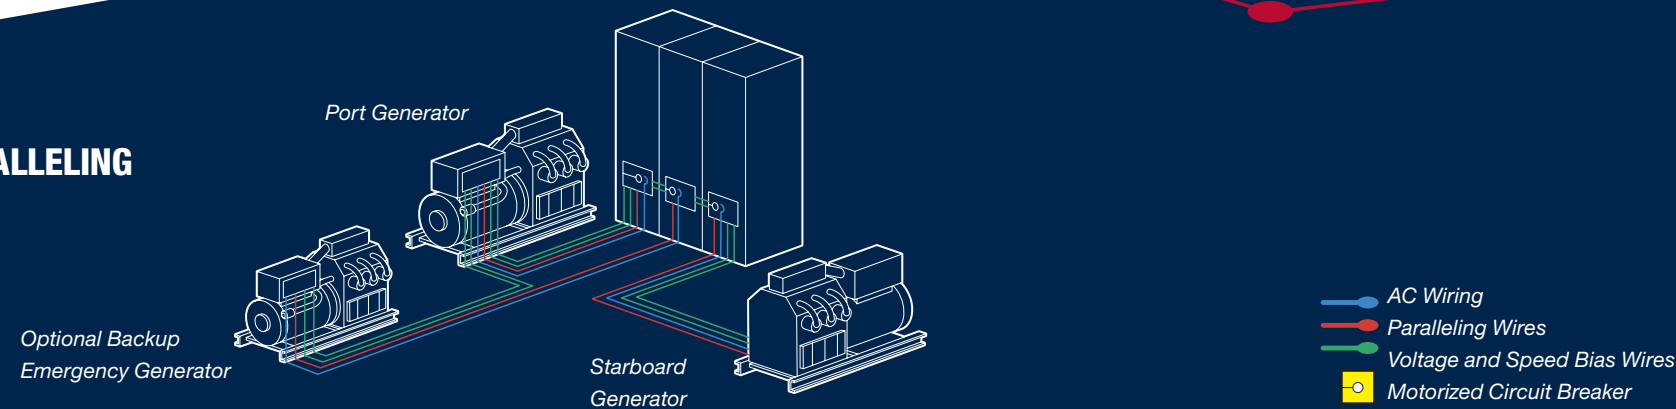 Port Generator
ALLELING
Optional Backup
Emergency Generator
Starboard
Generator
AC Wiring
Paralleling Wires
Voltage and Speed Bias Wires
Motorized Circuit Breaker